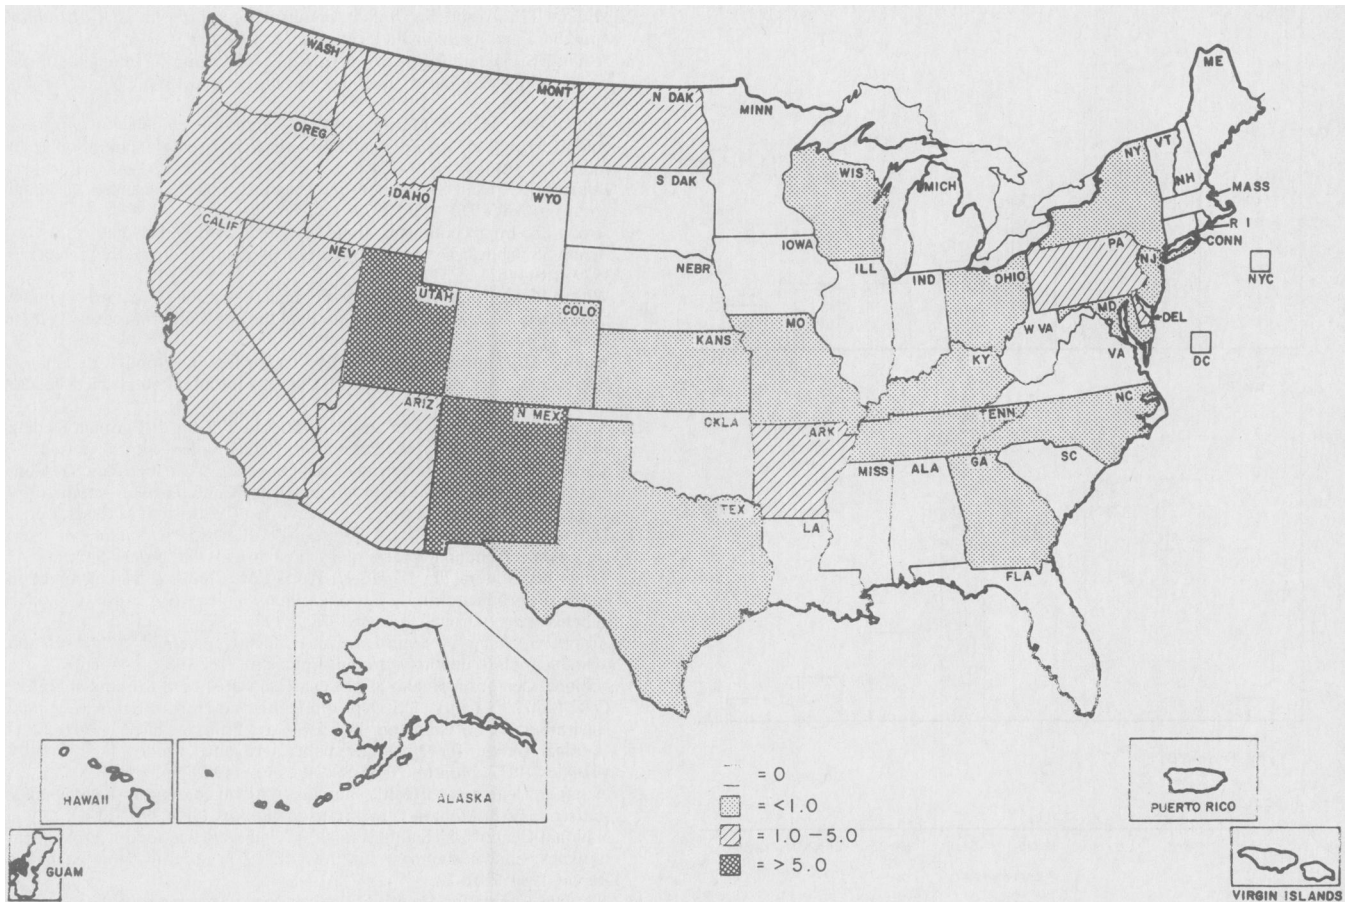 WASH
MONT
N DAK
MINN
ME
OREG
IDAHO
WYO
S DAK
WIS
MICH
NY
VT
NH
MASS
R I
CONN
NYC
CALIF
NEV
UTAH
COLO
NEBR
IOWA
ILL
IND
OHIO
PA
NJ
MD
DEL
DC
W VA
VA
KANS
MO
KY
ARIZ
N MEX
OKLA
ARK
TENN
NC
SC
TEX
LA
MISS
ALA
GA
FLA
= 0
= <1.0
= 1.0 – 5.0
= > 5.0
HAWAII
ALASKA
GUAM
PUERTO RICO
VIRGIN ISLANDS